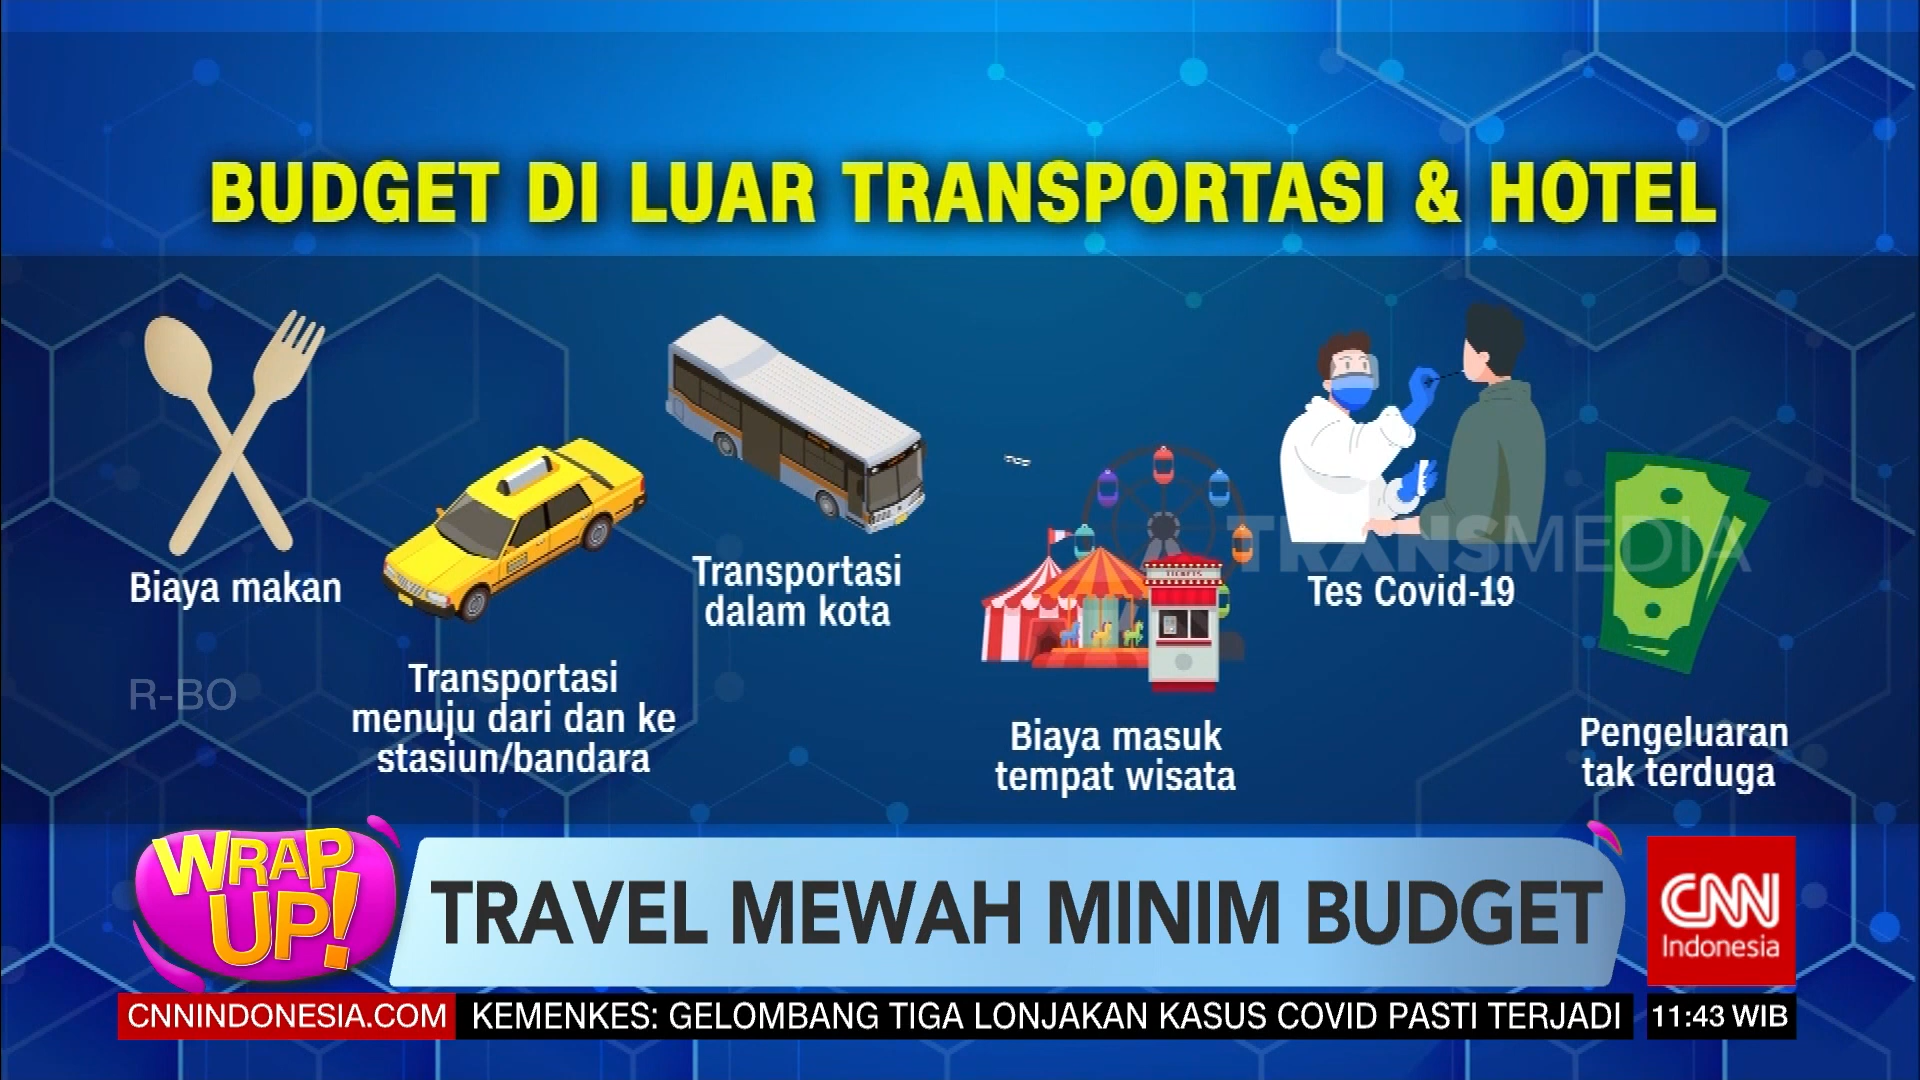 BUDGET DI LUAR TRANSPORTASI & HOTEL
Biaya makan
Transportasi
menuju dari dan ke
stasiun/bandara
Transportasi
dalam kota
TICKETS
Biaya masuk
tempat wisata
Tes Covid-19
Pengeluaran
tak terduga
TRANSMEDIA
R-BO
WRAP
UP!
TRAVEL MEWAH MINIM BUDGET
CNN
Indonesia
CNNINDONESIA.COM
KEMENKES: GELOMBANG TIGA LONJAKAN KASUS COVID PASTI TERJADI
11:43 WIB